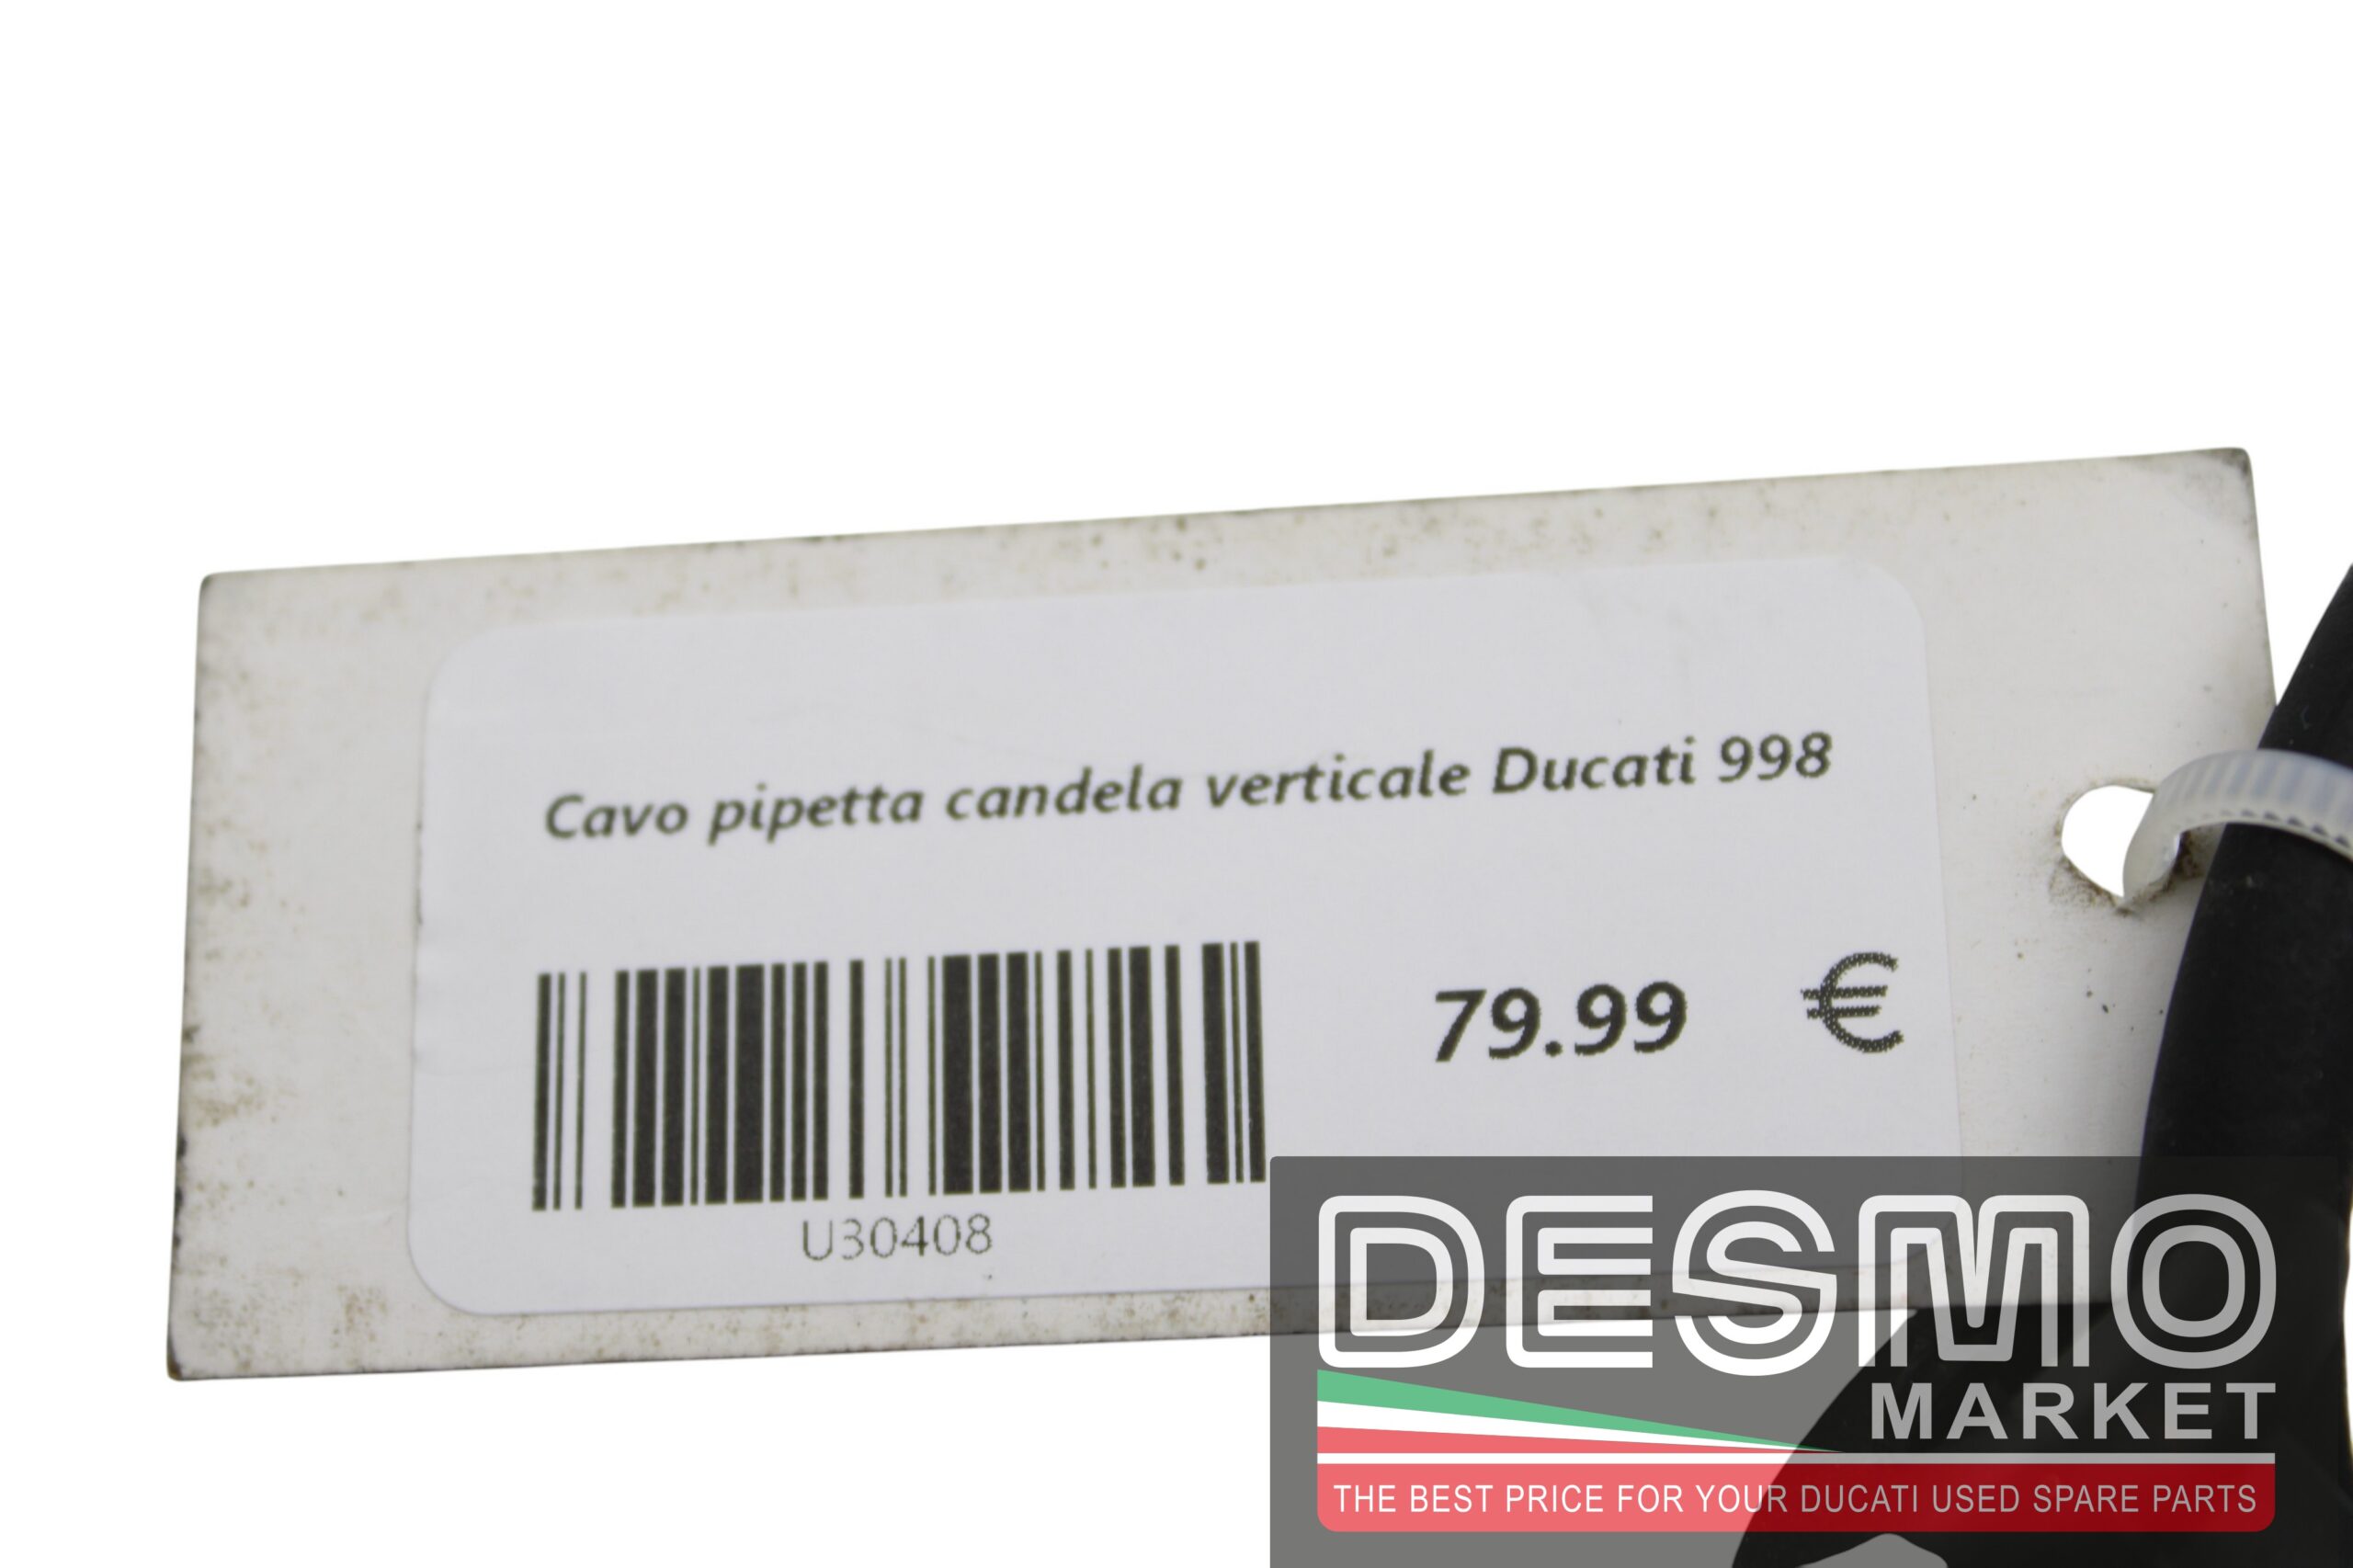 Cavo pipetta candela verticale Ducati 998
79.99 €
U30408
DESMO
MARKET
THE BEST PRICE FOR YOUR DUCATI USED SPARE PARTS